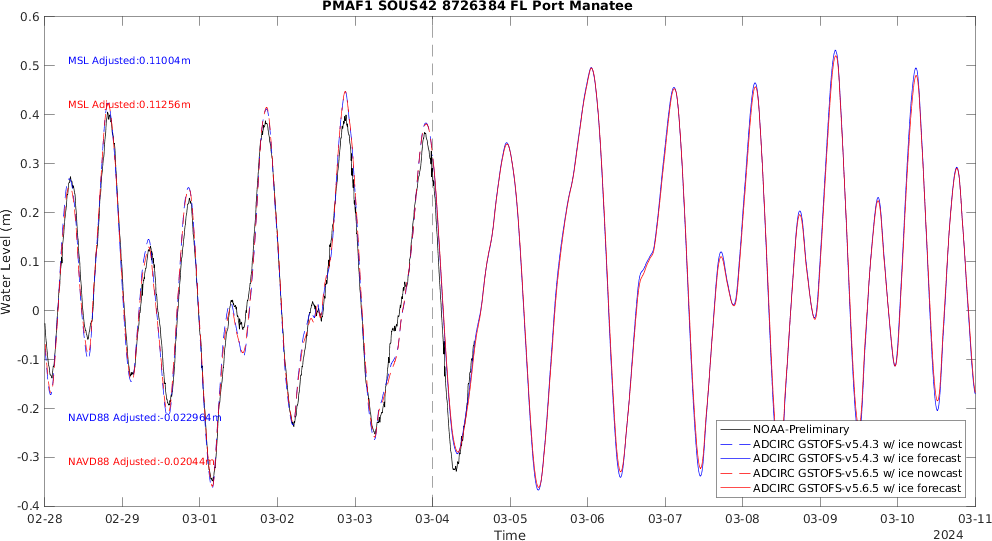 PMAF1 SOUS42 8726384 FL Port Manatee
0.6
0.5
0.4
0.3
0.2
0.1
0
-0.1
-0.2
-0.3
-0.4
Water Level (m)
MSL Adjusted:0.11004m
MSL Adjusted:0.11256m
NAVD88 Adjusted:-0.022964m
NAVD88 Adjusted:-0.02044m
NOAA-Preliminary
ADCIRC GSTOFS-v5.4.3 w/ ice nowcast
ADCIRC GSTOFS-v5.4.3 w/ ice forecast
ADCIRC GSTOFS-v5.6.5 w/ ice nowcast
ADCIRC GSTOFS-v5.6.5 w/ ice forecast
02-28 02-29 03-01 03-02 03-03 03-04 03-05 03-06 03-07 03-08 03-09 03-10 03-11
Time
2024